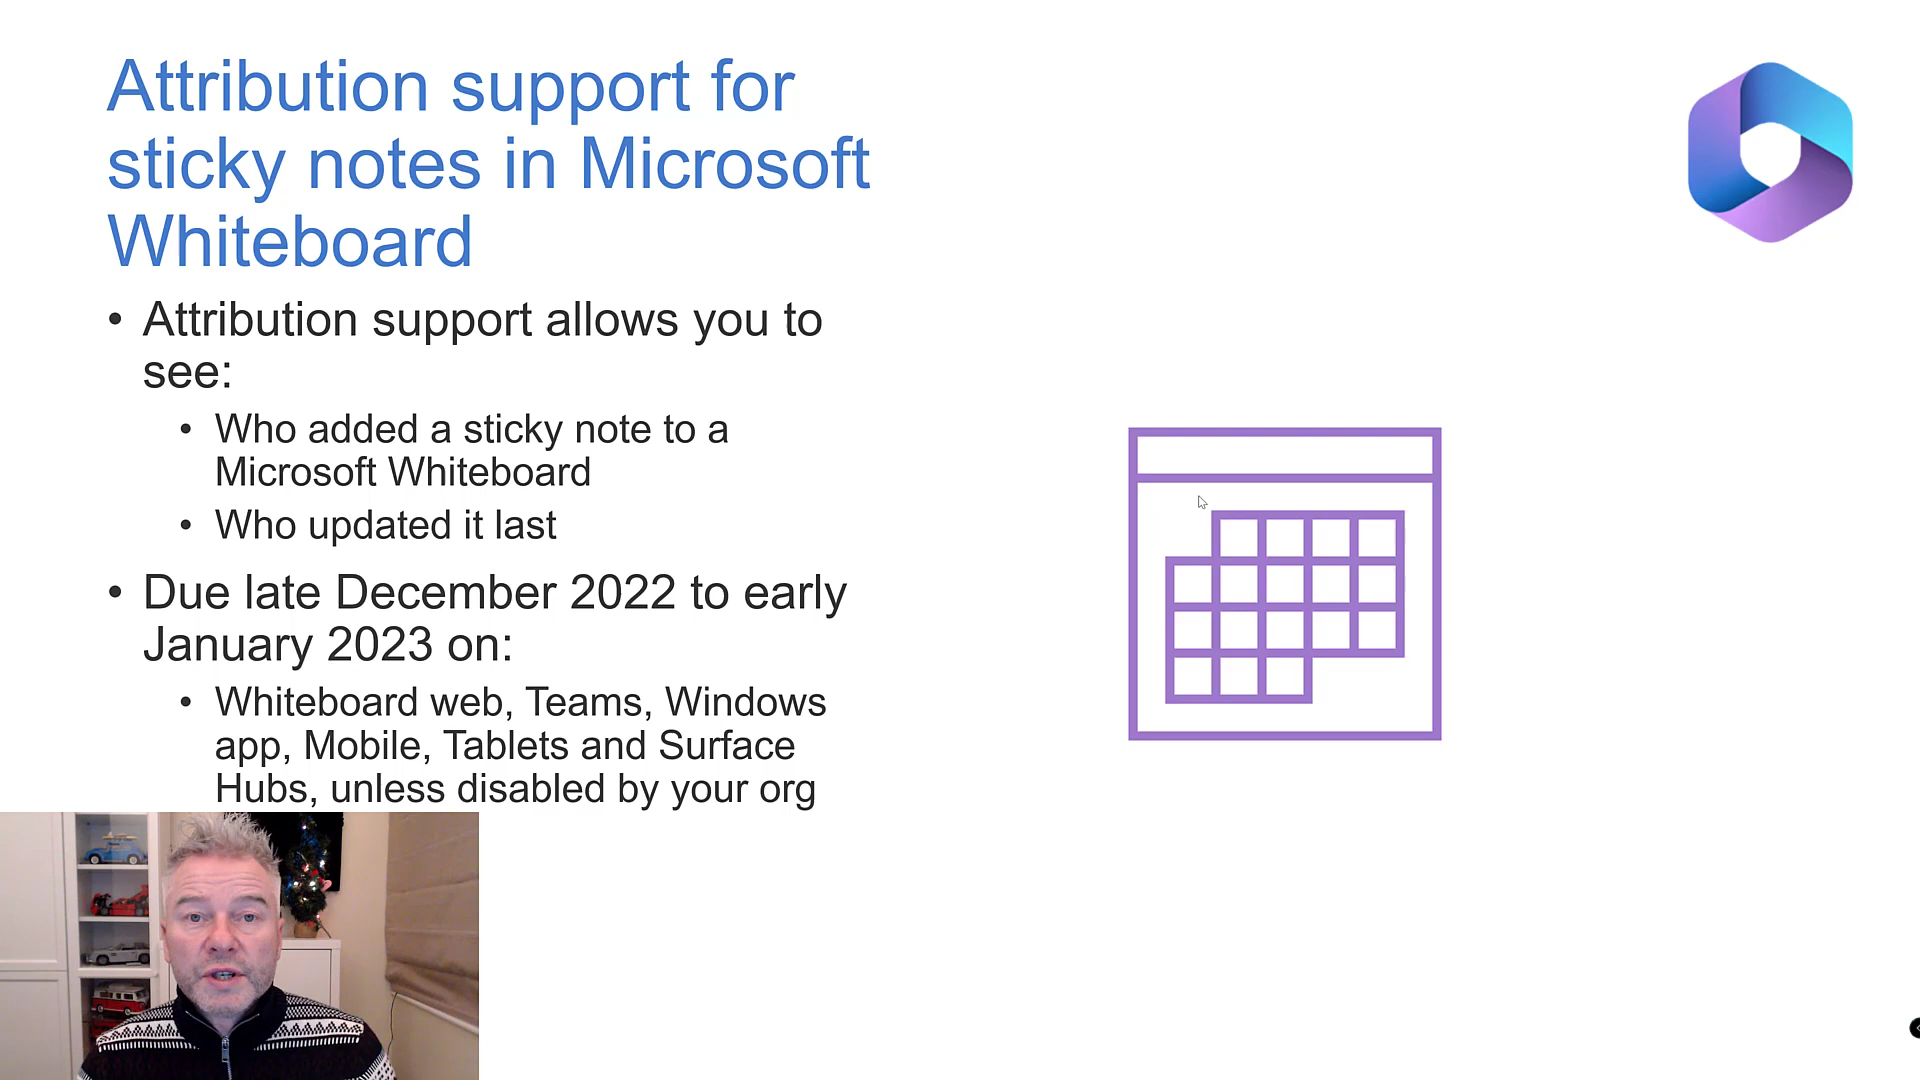 Attribution support for
sticky notes in Microsoft
Whiteboard
• Attribution support allows you to
see:
• Who added a sticky note to a
Microsoft Whiteboard
• Who updated it last
• Due late December 2022 to early
January 2023 on:
• Whiteboard web, Teams, Windows
app, Mobile, Tablets and Surface
Hubs, unless disabled by your org